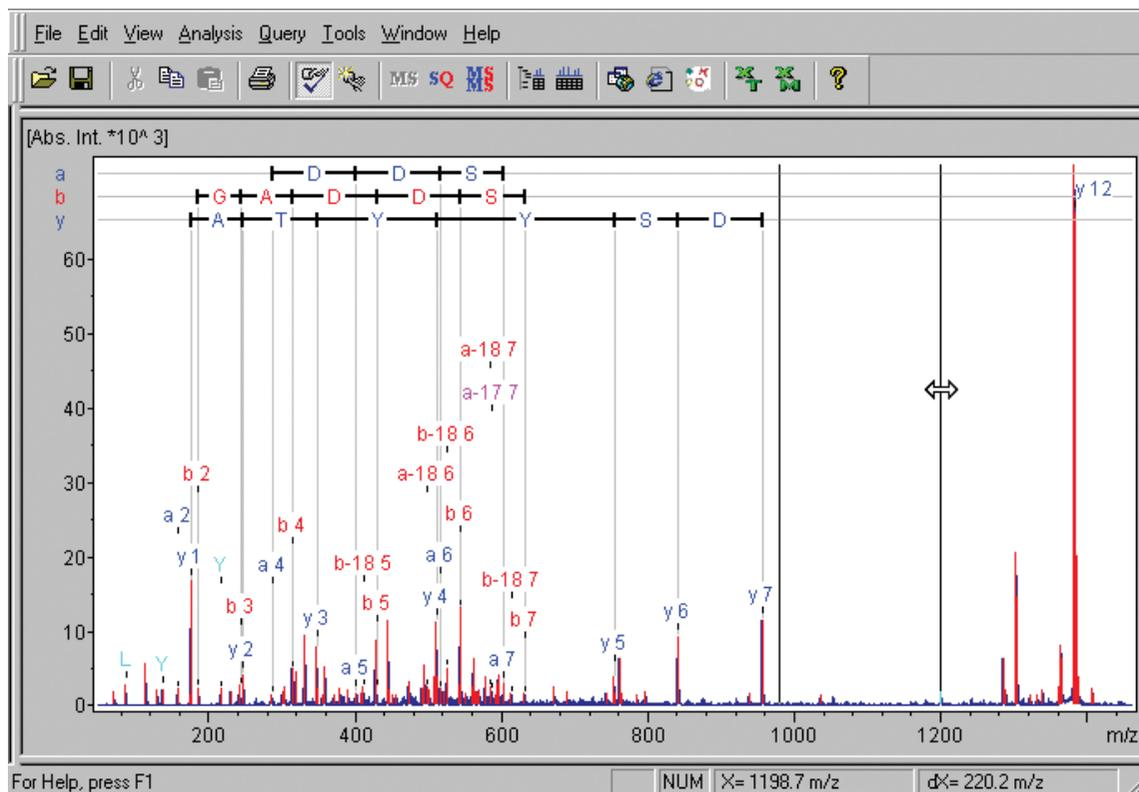 File Edit View Analysis Query Tools Window Help
MS SQ MS MS
[Abs. Int. *10^ 3]
a D D S
b G A D D S
y A T Y Y S D
y 12
60
50
a-18 7
a-17 7
40
b-18 6
30
b 2
a-18 6
b 6
a 2
b 4
20
y 1
Y
a 4
b-18 5
a 6
b-18 7
y 4
b 3
y 3
b 5
b 7
y 6
y 7
10
L
Y
y 2
a 5
a 7
y 5
0
200 400 600 800 1000 1200 m/z
For Help, press F1 NUM X= 1198.7 m/z dX= 220.2 m/z